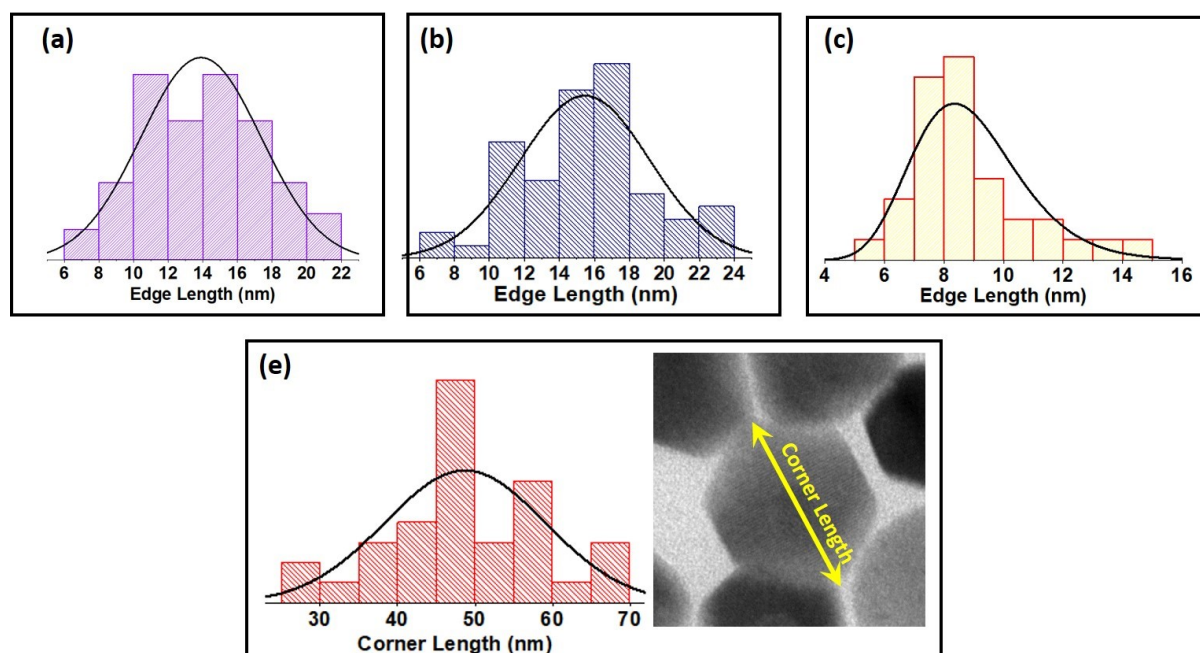 (a)
6 8 10 12 14 16 18 20 22
Edge Length (nm)
(b)
6 8 10 12 14 16 18 20 22 24
Edge Length (nm)
(c)
4 6 8 10 12 14 16
Edge Length (nm)
(e)
30 40 50 60 70
Corner Length (nm)
Corner Length